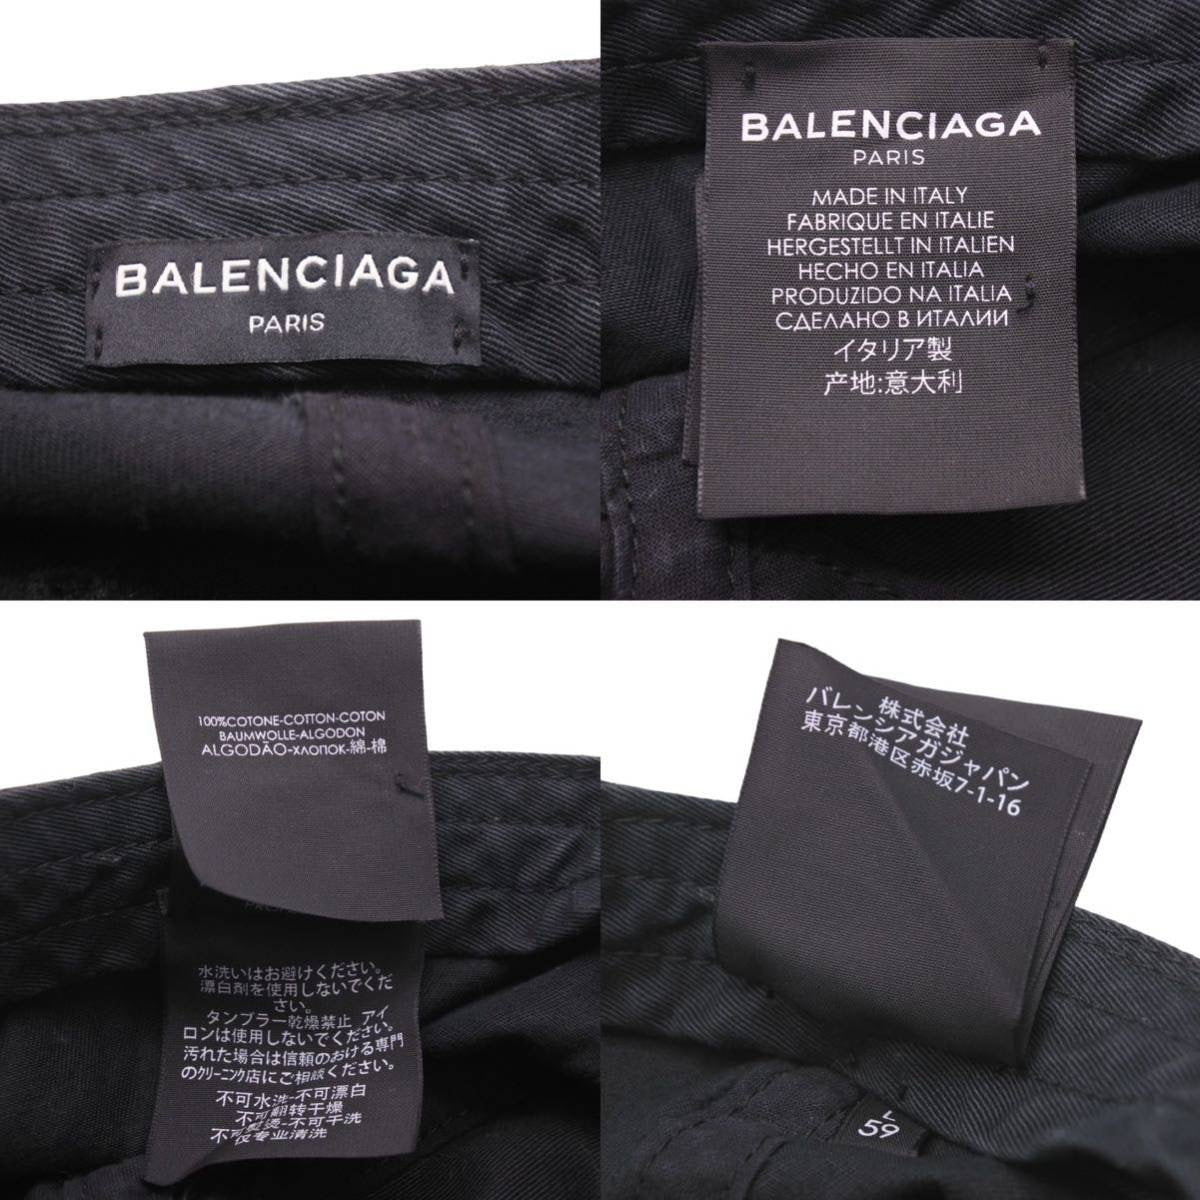 BALENCIAGA
PARIS
BALENCIAGA
PARIS
MADE IN ITALY
FABRIQUE EN ITALIE
HERGESTELLT IN ITALIEN
HECHO EN ITALIA
PRODUZIDO NA ITALIA
СДЕЛАНО В ИТАЛИИ
イタリア製
产地:意大利
100%COTONE-COTTON-COTON
BAUMWOLLE-ALGODON
ALGODÃO-ХЛОПОК-綿-棉
水洗いはお避けください。
漂白剤を使用しないでくだ
さい。
タンブラー乾燥禁止 アイ
ロンは使用しないでください。
汚れた場合は信頼のおける専門
のクリーニング店にご相談ください。
不可水洗-不可漂白
不可翻转干燥
不可熨烫-不可干洗
不仅专业清洗
株式会社
バレンシアガジャパン
東京都港区赤坂7-1-16
L
59